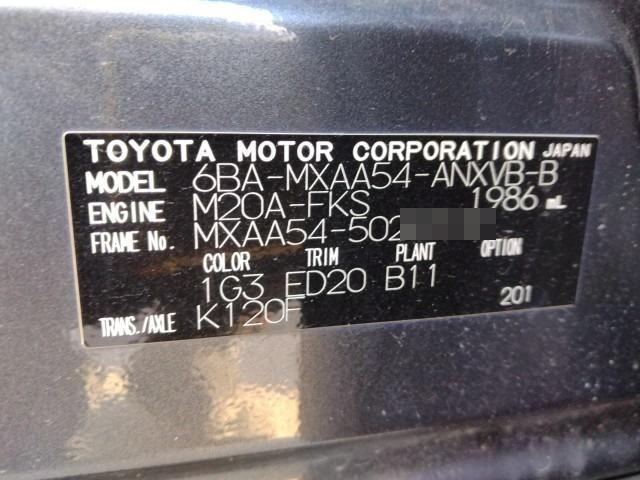 TOYOTA MOTOR CORPORATION JAPAN
MODEL 6BA-MXAA54-ANXVB-B
ENGINE M20A-FKS 1986 mL
FRAME No. MXAA54-502
COLOR TRIM PLANT OPTION
1G3 ED20 B11
201
TRANS./AXLE K120F